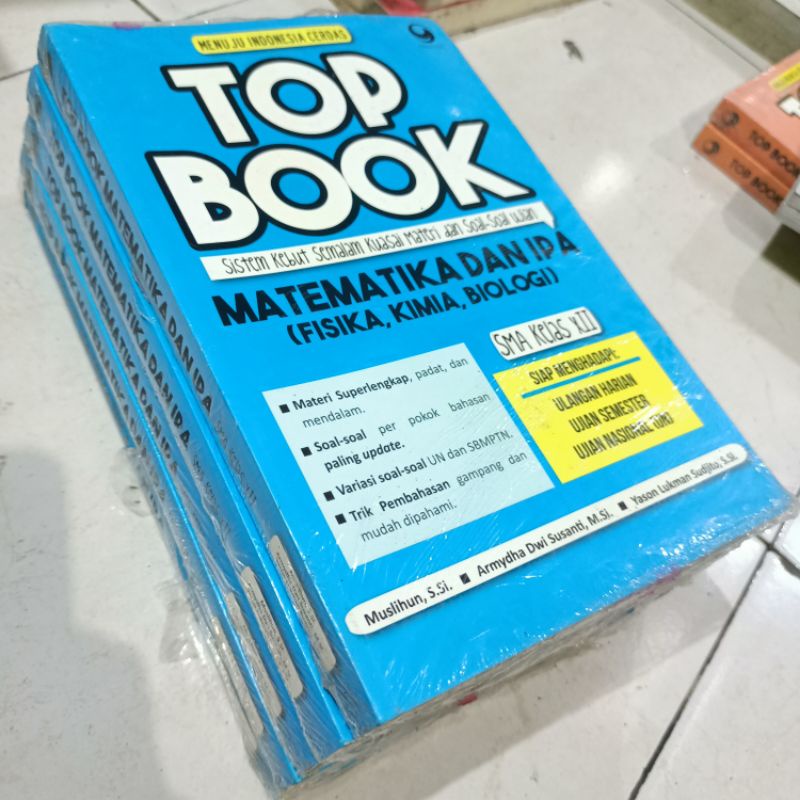 MENUJU INDONESIA CERDAS
TOP
BOOK
Sistem Kebut Semalam Kuasai Materi dan Soal-Soal Ujian
MATEMATIKA DAN IPA
(FISIKA, KIMIA, BIOLOGI)
SMA Kelas XII
■ Materi Superlengkap, padat, dan
mendalam.
■ Soal-soal per pokok bahasan
paling update.
■ Variasi soal-soal UN dan SBMPTN.
■ Trik Pembahasan gampang dan
mudah dipahami.
SIAP MENGHADAPI:
ULANGAN HARIAN
UJIAN SEMESTER
UJIAN NASIONAL (UN)
Muslihun, S.Si. ■ Armydha Dwi Susanti, M.Si. ■ Yason Lukman Sudjito, S.Si.
TOP BOOK MATEMATIKA DAN IPA
TOP BOOK MATEMATIKA DAN IPA
TOP BOOK MATEMATIKA DAN IPA
BOOK MATEMATIKA
TOP BOOK
TOP BOOK